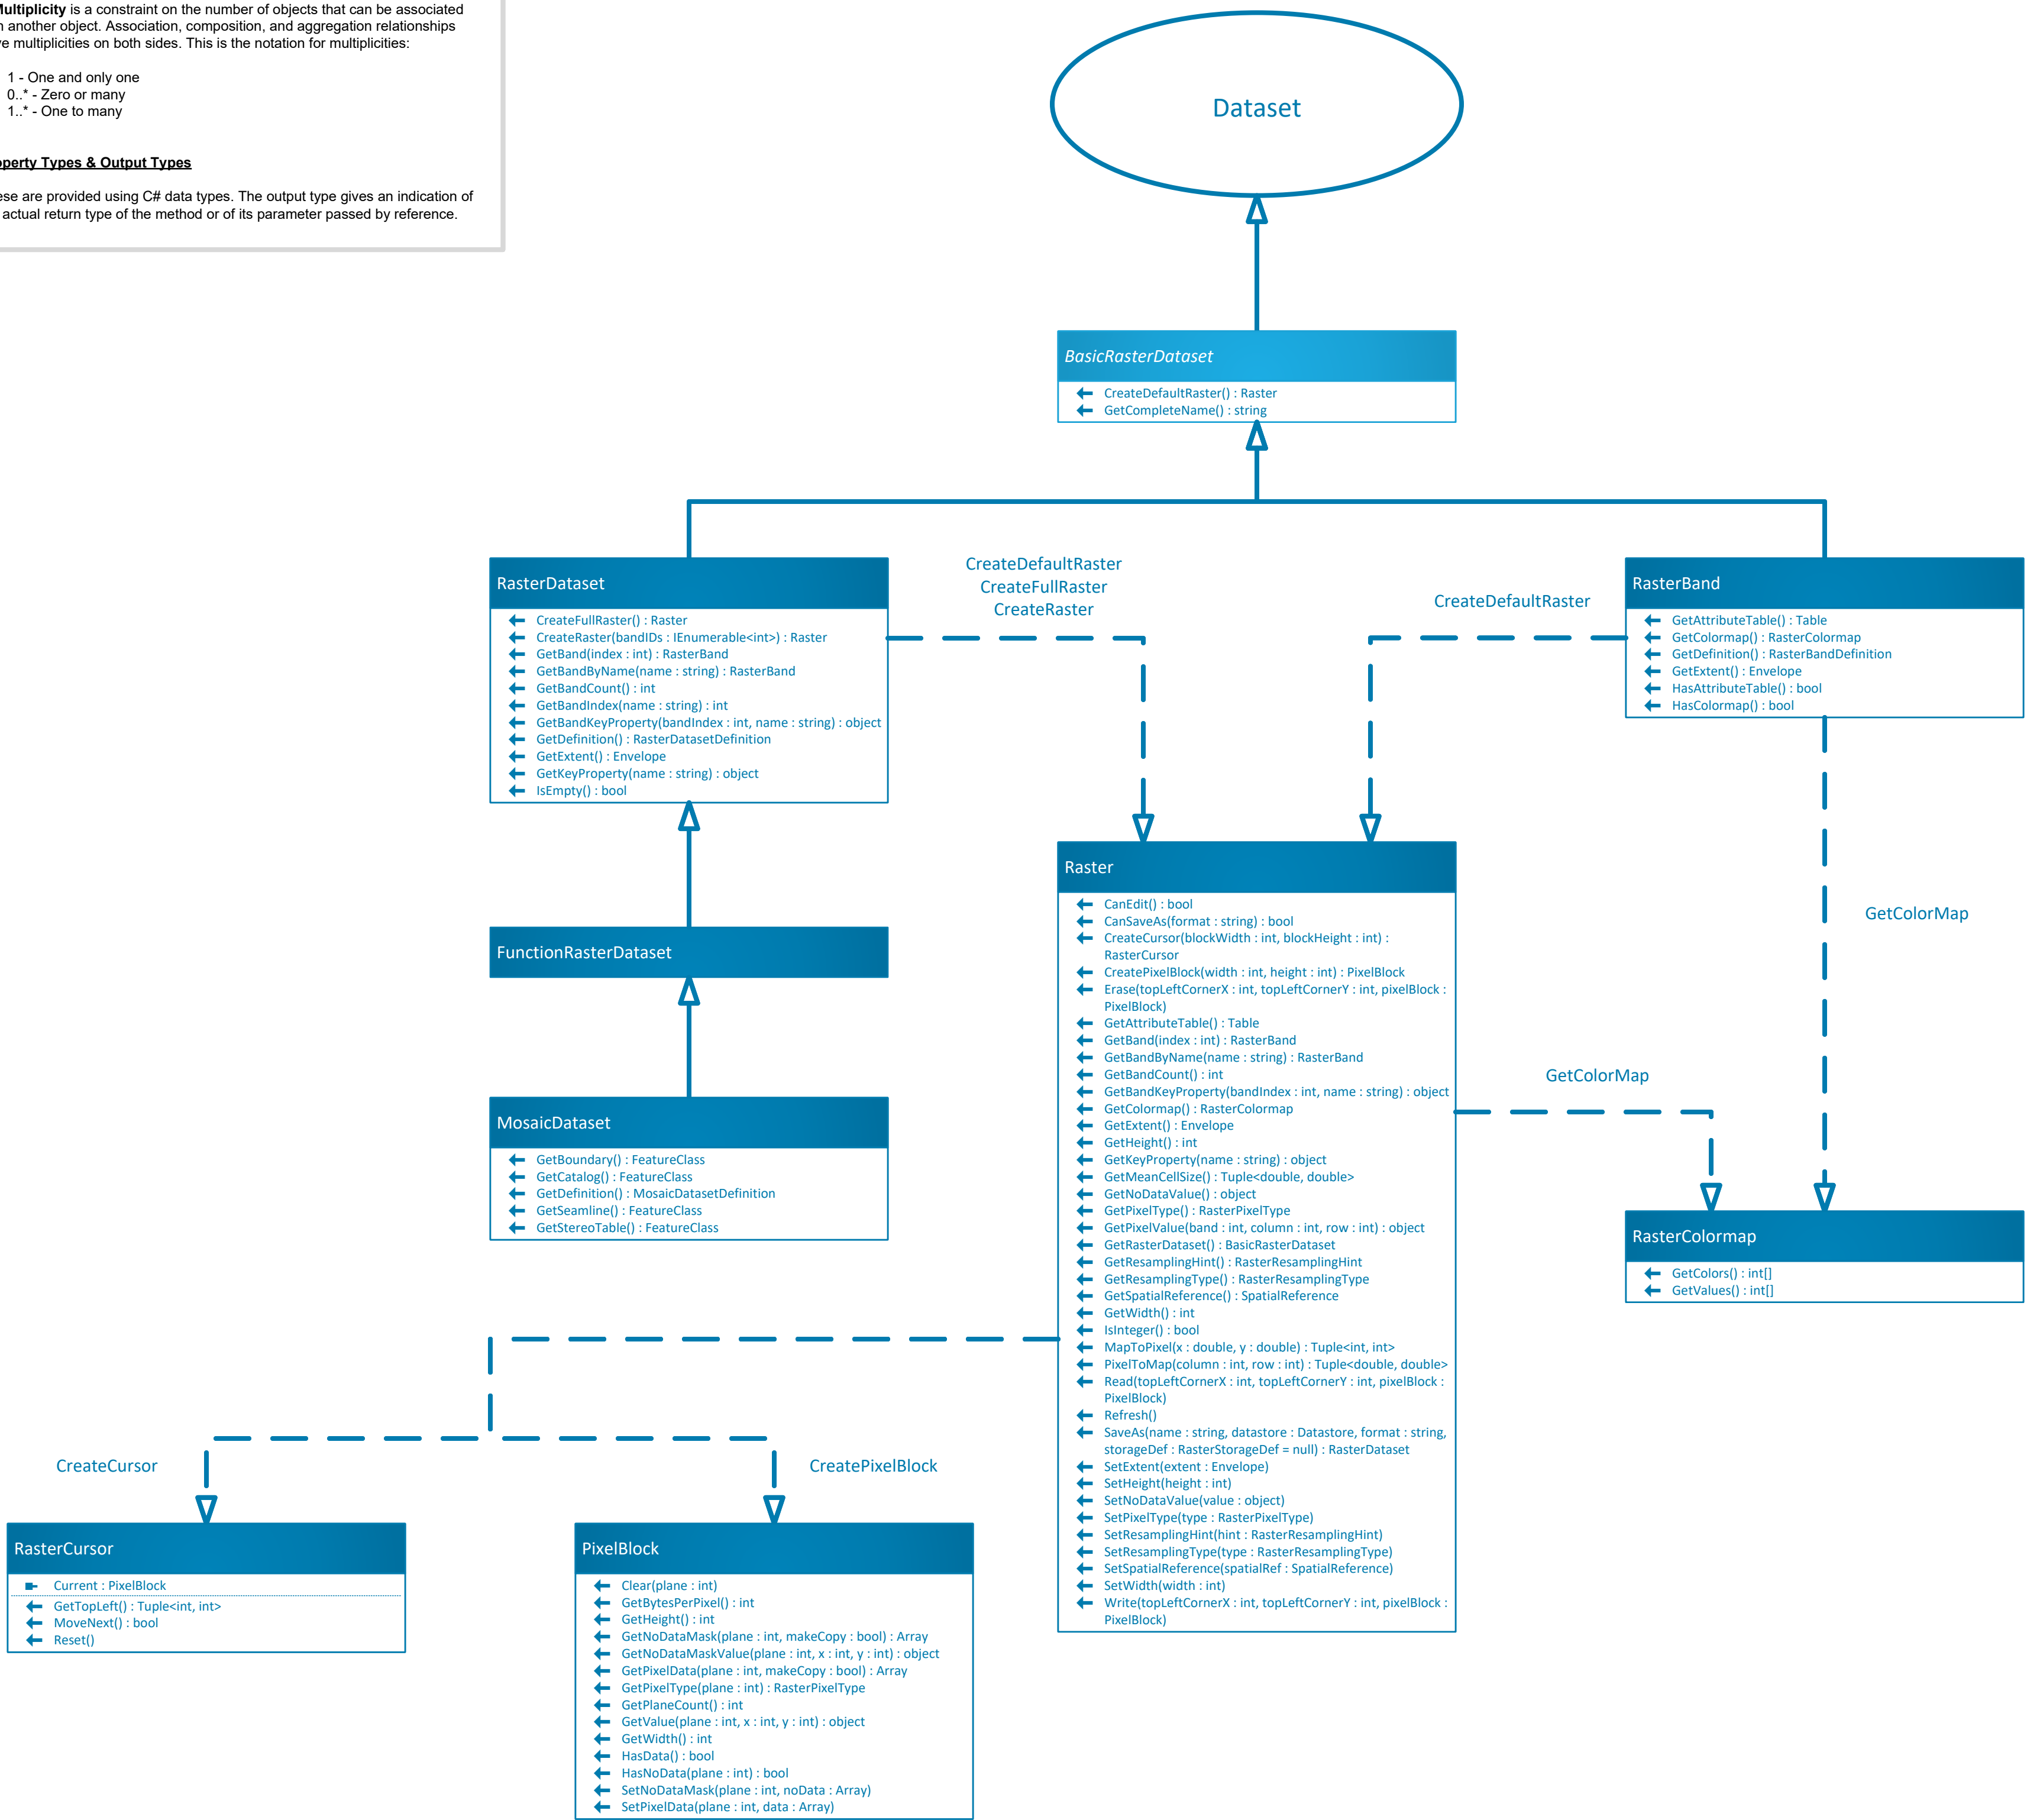 Multiplicity is a constraint on the number of objects that can be associated
another object. Association, composition, and aggregation relationships
multiplicities on both sides. This is the notation for multiplicities:
1 - One and only one
0..* - Zero or many
1..* - One to many
Types & Output Types
are provided using C# data types. The output type gives an indication of
actual return type of the method or of its parameter passed by reference.
Dataset
BasicRasterDataset
CreateDefaultRaster() : Raster
GetCompleteName() : string
RasterDataset
CreateFullRaster() : Raster
CreateRaster(bandIDs : IEnumerable<int>) : Raster
GetBand(index : int) : RasterBand
GetBandByName(name : string) : RasterBand
GetBandCount() : int
GetBandIndex(name : string) : int
GetBandKeyProperty(bandIndex : int, name : string) : object
GetDefinition() : RasterDatasetDefinition
GetExtent() : Envelope
GetKeyProperty(name : string) : object
IsEmpty() : bool
CreateDefaultRaster
CreateFullRaster
CreateRaster
CreateDefaultRaster
RasterBand
GetAttributeTable() : Table
GetColormap() : RasterColormap
GetDefinition() : RasterBandDefinition
GetExtent() : Envelope
HasAttributeTable() : bool
HasColormap() : bool
FunctionRasterDataset
MosaicDataset
GetBoundary() : FeatureClass
GetCatalog() : FeatureClass
GetDefinition() : MosaicDatasetDefinition
GetSeamline() : FeatureClass
GetStereoTable() : FeatureClass
Raster
CanEdit() : bool
CanSaveAs(format : string) : bool
CreateCursor(blockWidth : int, blockHeight : int) :
RasterCursor
CreatePixelBlock(width : int, height : int) : PixelBlock
Erase(topLeftCornerX : int, topLeftCornerY : int, pixelBlock :
PixelBlock)
GetAttributeTable() : Table
GetBand(index : int) : RasterBand
GetBandByName(name : string) : RasterBand
GetBandCount() : int
GetBandKeyProperty(bandIndex : int, name : string) : object
GetColormap() : RasterColormap
GetExtent() : Envelope
GetHeight() : int
GetKeyProperty(name : string) : object
GetMeanCellSize() : Tuple<double, double>
GetNoDataValue() : object
GetPixelType() : RasterPixelType
GetPixelValue(band : int, column : int, row : int) : object
GetRasterDataset() : BasicRasterDataset
GetResamplingHint() : RasterResamplingHint
GetResamplingType() : RasterResamplingType
GetSpatialReference() : SpatialReference
GetWidth() : int
IsInteger() : bool
MapToPixel(x : double, y : double) : Tuple<int, int>
PixelToMap(column : int, row : int) : Tuple<double, double>
Read(topLeftCornerX : int, topLeftCornerY : int, pixelBlock :
PixelBlock)
Refresh()
SaveAs(name : string, datastore : Datastore, format : string,
storageDef : RasterStorageDef = null) : RasterDataset
SetExtent(extent : Envelope)
SetHeight(height : int)
SetNoDataValue(value : object)
SetPixelType(type : RasterPixelType)
SetResamplingHint(hint : RasterResamplingHint)
SetResamplingType(type : RasterResamplingType)
SetSpatialReference(spatialRef : SpatialReference)
SetWidth(width : int)
Write(topLeftCornerX : int, topLeftCornerY : int, pixelBlock :
PixelBlock)
GetColorMap
GetColorMap
RasterColormap
GetColors() : int[]
GetValues() : int[]
CreateCursor
CreatePixelBlock
RasterCursor
Current : PixelBlock
GetTopLeft() : Tuple<int, int>
MoveNext() : bool
Reset()
PixelBlock
Clear(plane : int)
GetBytesPerPixel() : int
GetHeight() : int
GetNoDataMask(plane : int, makeCopy : bool) : Array
GetNoDataMaskValue(plane : int, x : int, y : int) : object
GetPixelData(plane : int, makeCopy : bool) : Array
GetPixelType(plane : int) : RasterPixelType
GetPlaneCount() : int
GetValue(plane : int, x : int, y : int) : object
GetWidth() : int
HasData() : bool
HasNoData(plane : int) : bool
SetNoDataMask(plane : int, noData : Array)
SetPixelData(plane : int, data : Array)